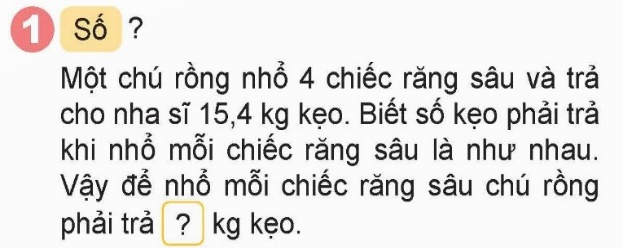 1 Số ?
Một chú rồng nhổ 4 chiếc răng sâu và trả
cho nha sĩ 15,4 kg kẹo. Biết số kẹo phải trả
khi nhổ mỗi chiếc răng sâu là như nhau.
Vậy để nhổ mỗi chiếc răng sâu chú rồng
phải trả ? kg kẹo.